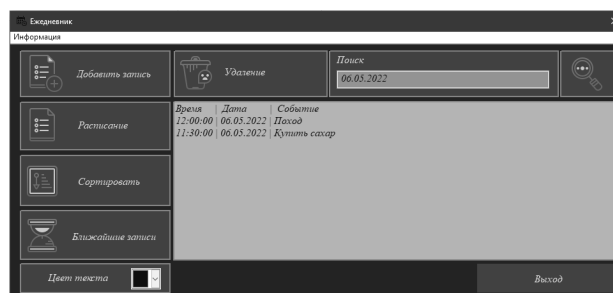 Ежедневник
Информация
Добавить запись
Удаление
Поиск
06.05.2022
Расписание
Сортировать
Ближайшие записи
Цвет текста
Время | Дата | Событие
12:00:00 | 06.05.2022 | Поход
11:30:00 | 06.05.2022 | Купить сахар
Выход